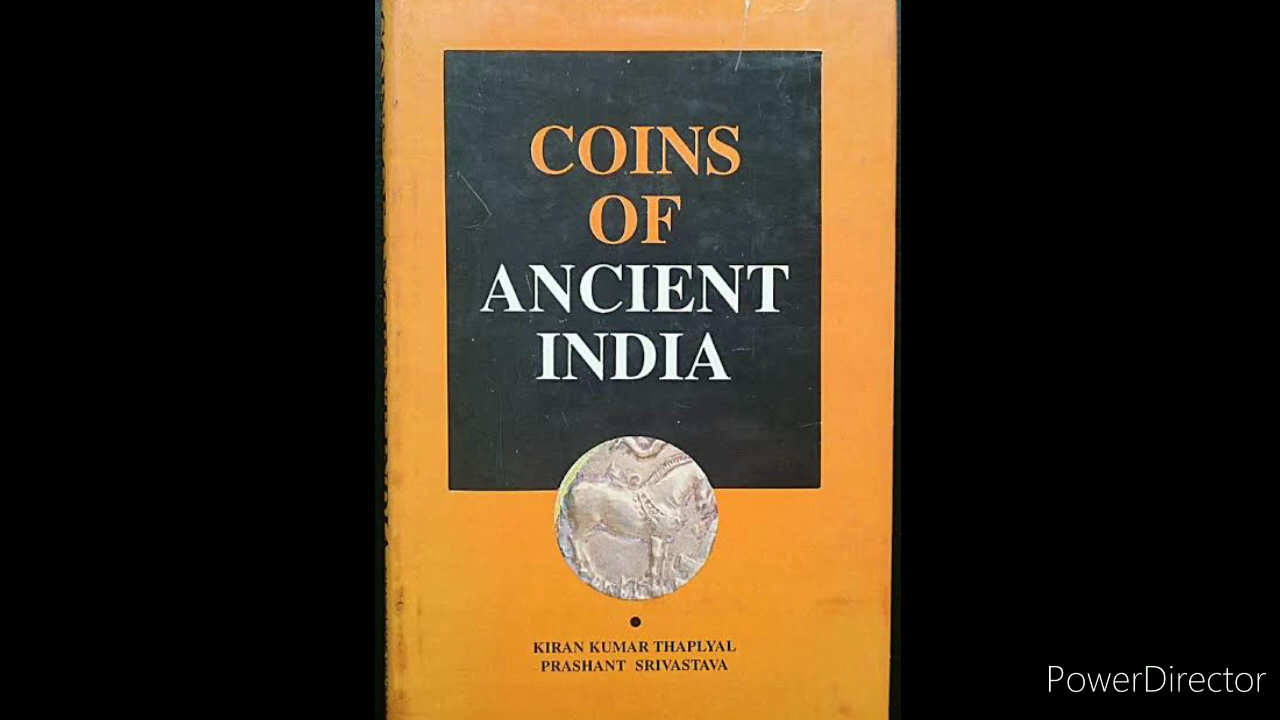 COINS
OF
ANCIENT
INDIA
KIRAN KUMAR THAPLYAL
PRASHANT SRIVASTAVA
PowerDirector